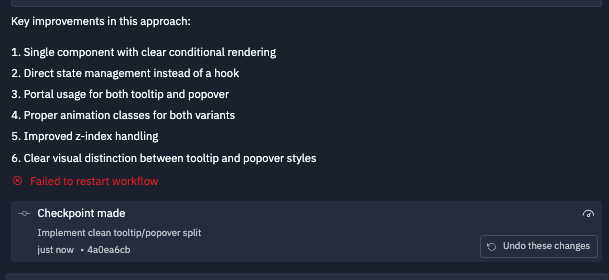 Key improvements in this approach:
1. Single component with clear conditional rendering
2. Direct state management instead of a hook
3. Portal usage for both tooltip and popover
4. Proper animation classes for both variants
5. Improved z-index handling
6. Clear visual distinction between tooltip and popover styles
Failed to restart workflow
Checkpoint made
Implement clean tooltip/popover split
just now • 4a0ea6cb
Undo these changes